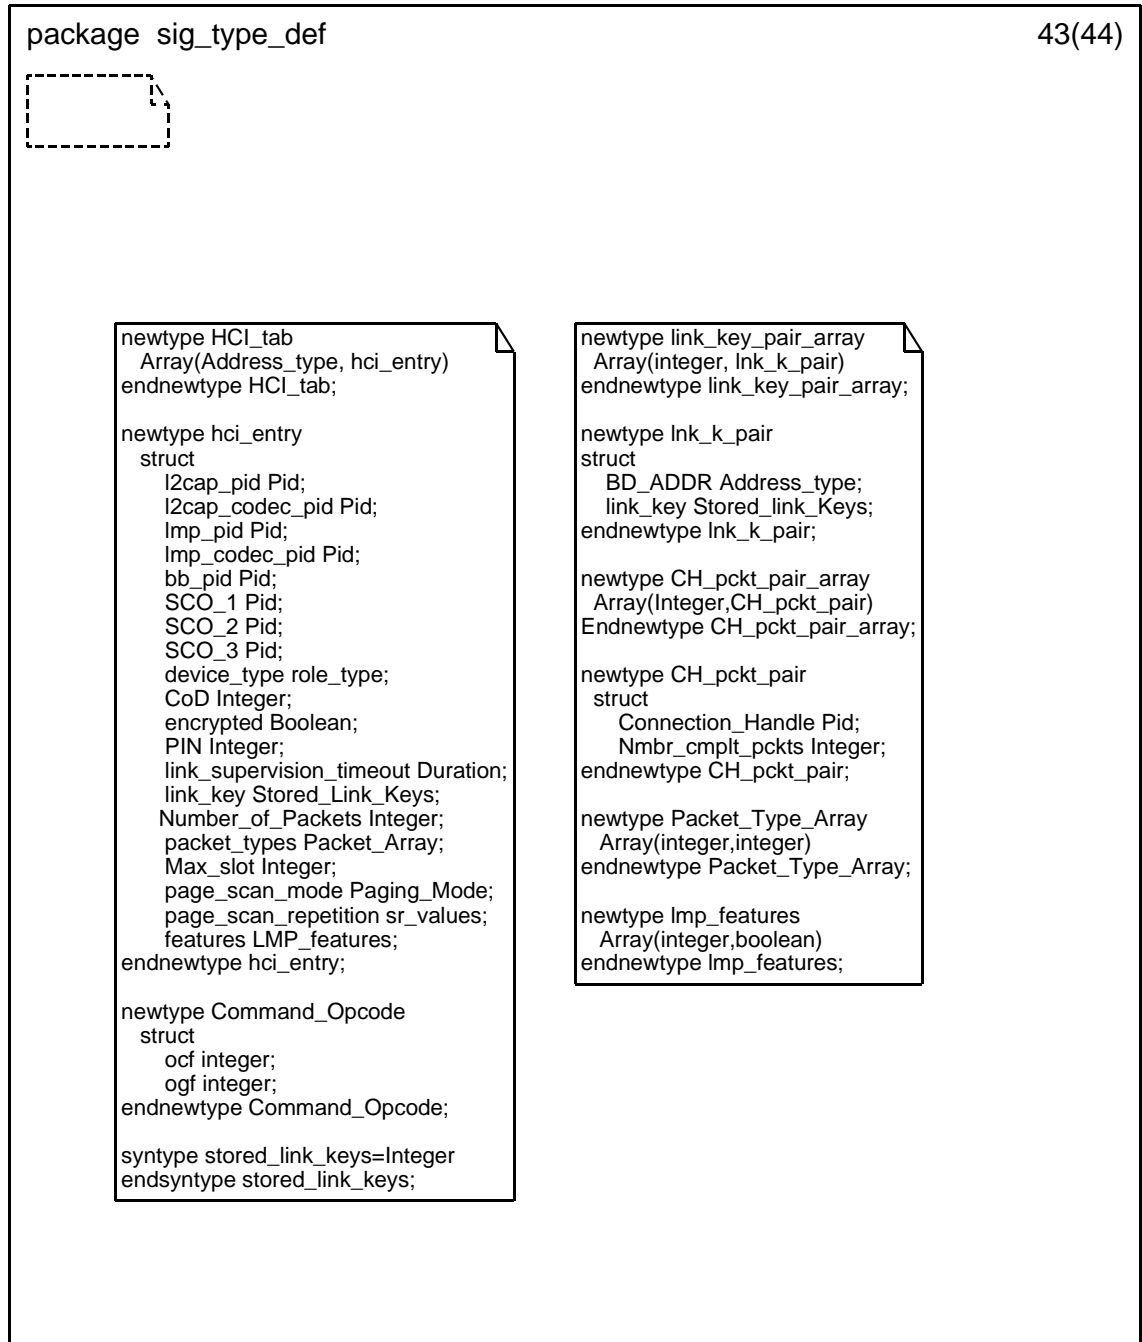 package sig_type_def 43(44)
newtype HCI_tab
Array(Address_type, hci_entry)
endnewtype HCI_tab;
newtype hci_entry
struct
l2cap_pid Pid;
l2cap_codec_pid Pid;
lmp_pid Pid;
lmp_codec_pid Pid;
bb_pid Pid;
SCO_1 Pid;
SCO_2 Pid;
SCO_3 Pid;
device_type role_type;
CoD Integer;
encrypted Boolean;
PIN Integer;
link_supervision_timeout Duration;
link_key Stored_Link_Keys;
Number_of_Packets Integer;
packet_types Packet_Array;
Max_slot Integer;
page_scan_mode Paging_Mode;
page_scan_repetition sr_values;
features LMP_features;
endnewtype hci_entry;
newtype Command_Opcode
struct
ocf integer;
ogf integer;
endnewtype Command_Opcode;
syntype stored_link_keys=Integer
endsyntype stored_link_keys;
newtype link_key_pair_array
Array(integer, lnk_k_pair)
endnewtype link_key_pair_array;
newtype lnk_k_pair
struct
BD_ADDR Address_type;
link_key Stored_link_Keys;
endnewtype lnk_k_pair;
newtype CH_pckt_pair_array
Array(Integer,CH_pckt_pair)
Endnewtype CH_pckt_pair_array;
newtype CH_pckt_pair
struct
Connection_Handle Pid;
Nmbr_cmplt_pckts Integer;
endnewtype CH_pckt_pair;
newtype Packet_Type_Array
Array(integer,integer)
endnewtype Packet_Type_Array;
newtype lmp_features
Array(integer,boolean)
endnewtype lmp_features;